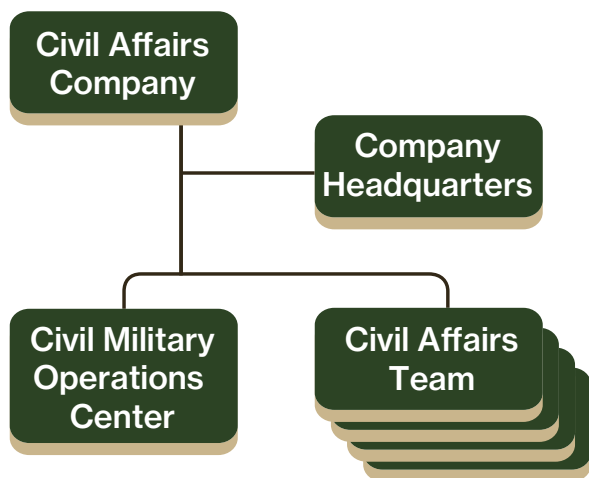 Civil Affairs
Company
Company
Headquarters
Civil Military
Operations
Center
Civil Affairs
Team